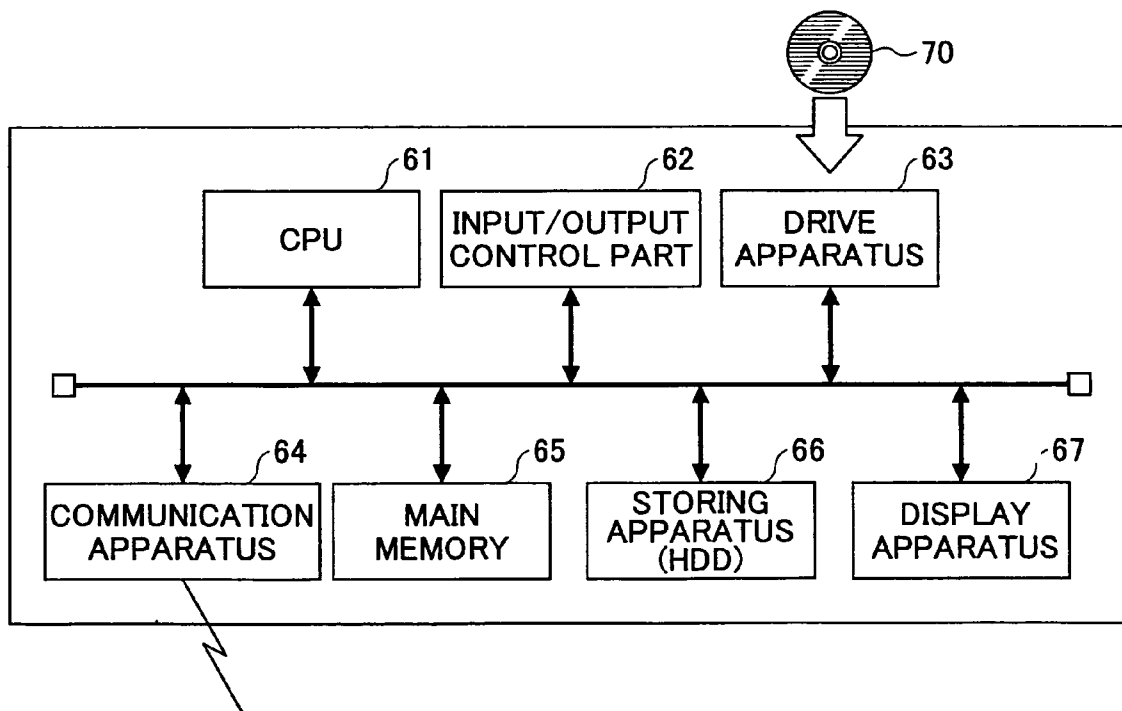 70
61
62
63
CPU
INPUT/OUTPUT
CONTROL PART
DRIVE
APPARATUS
64
65
66
67
COMMUNICATION
APPARATUS
MAIN
MEMORY
STORING
APPARATUS
(HDD)
DISPLAY
APPARATUS